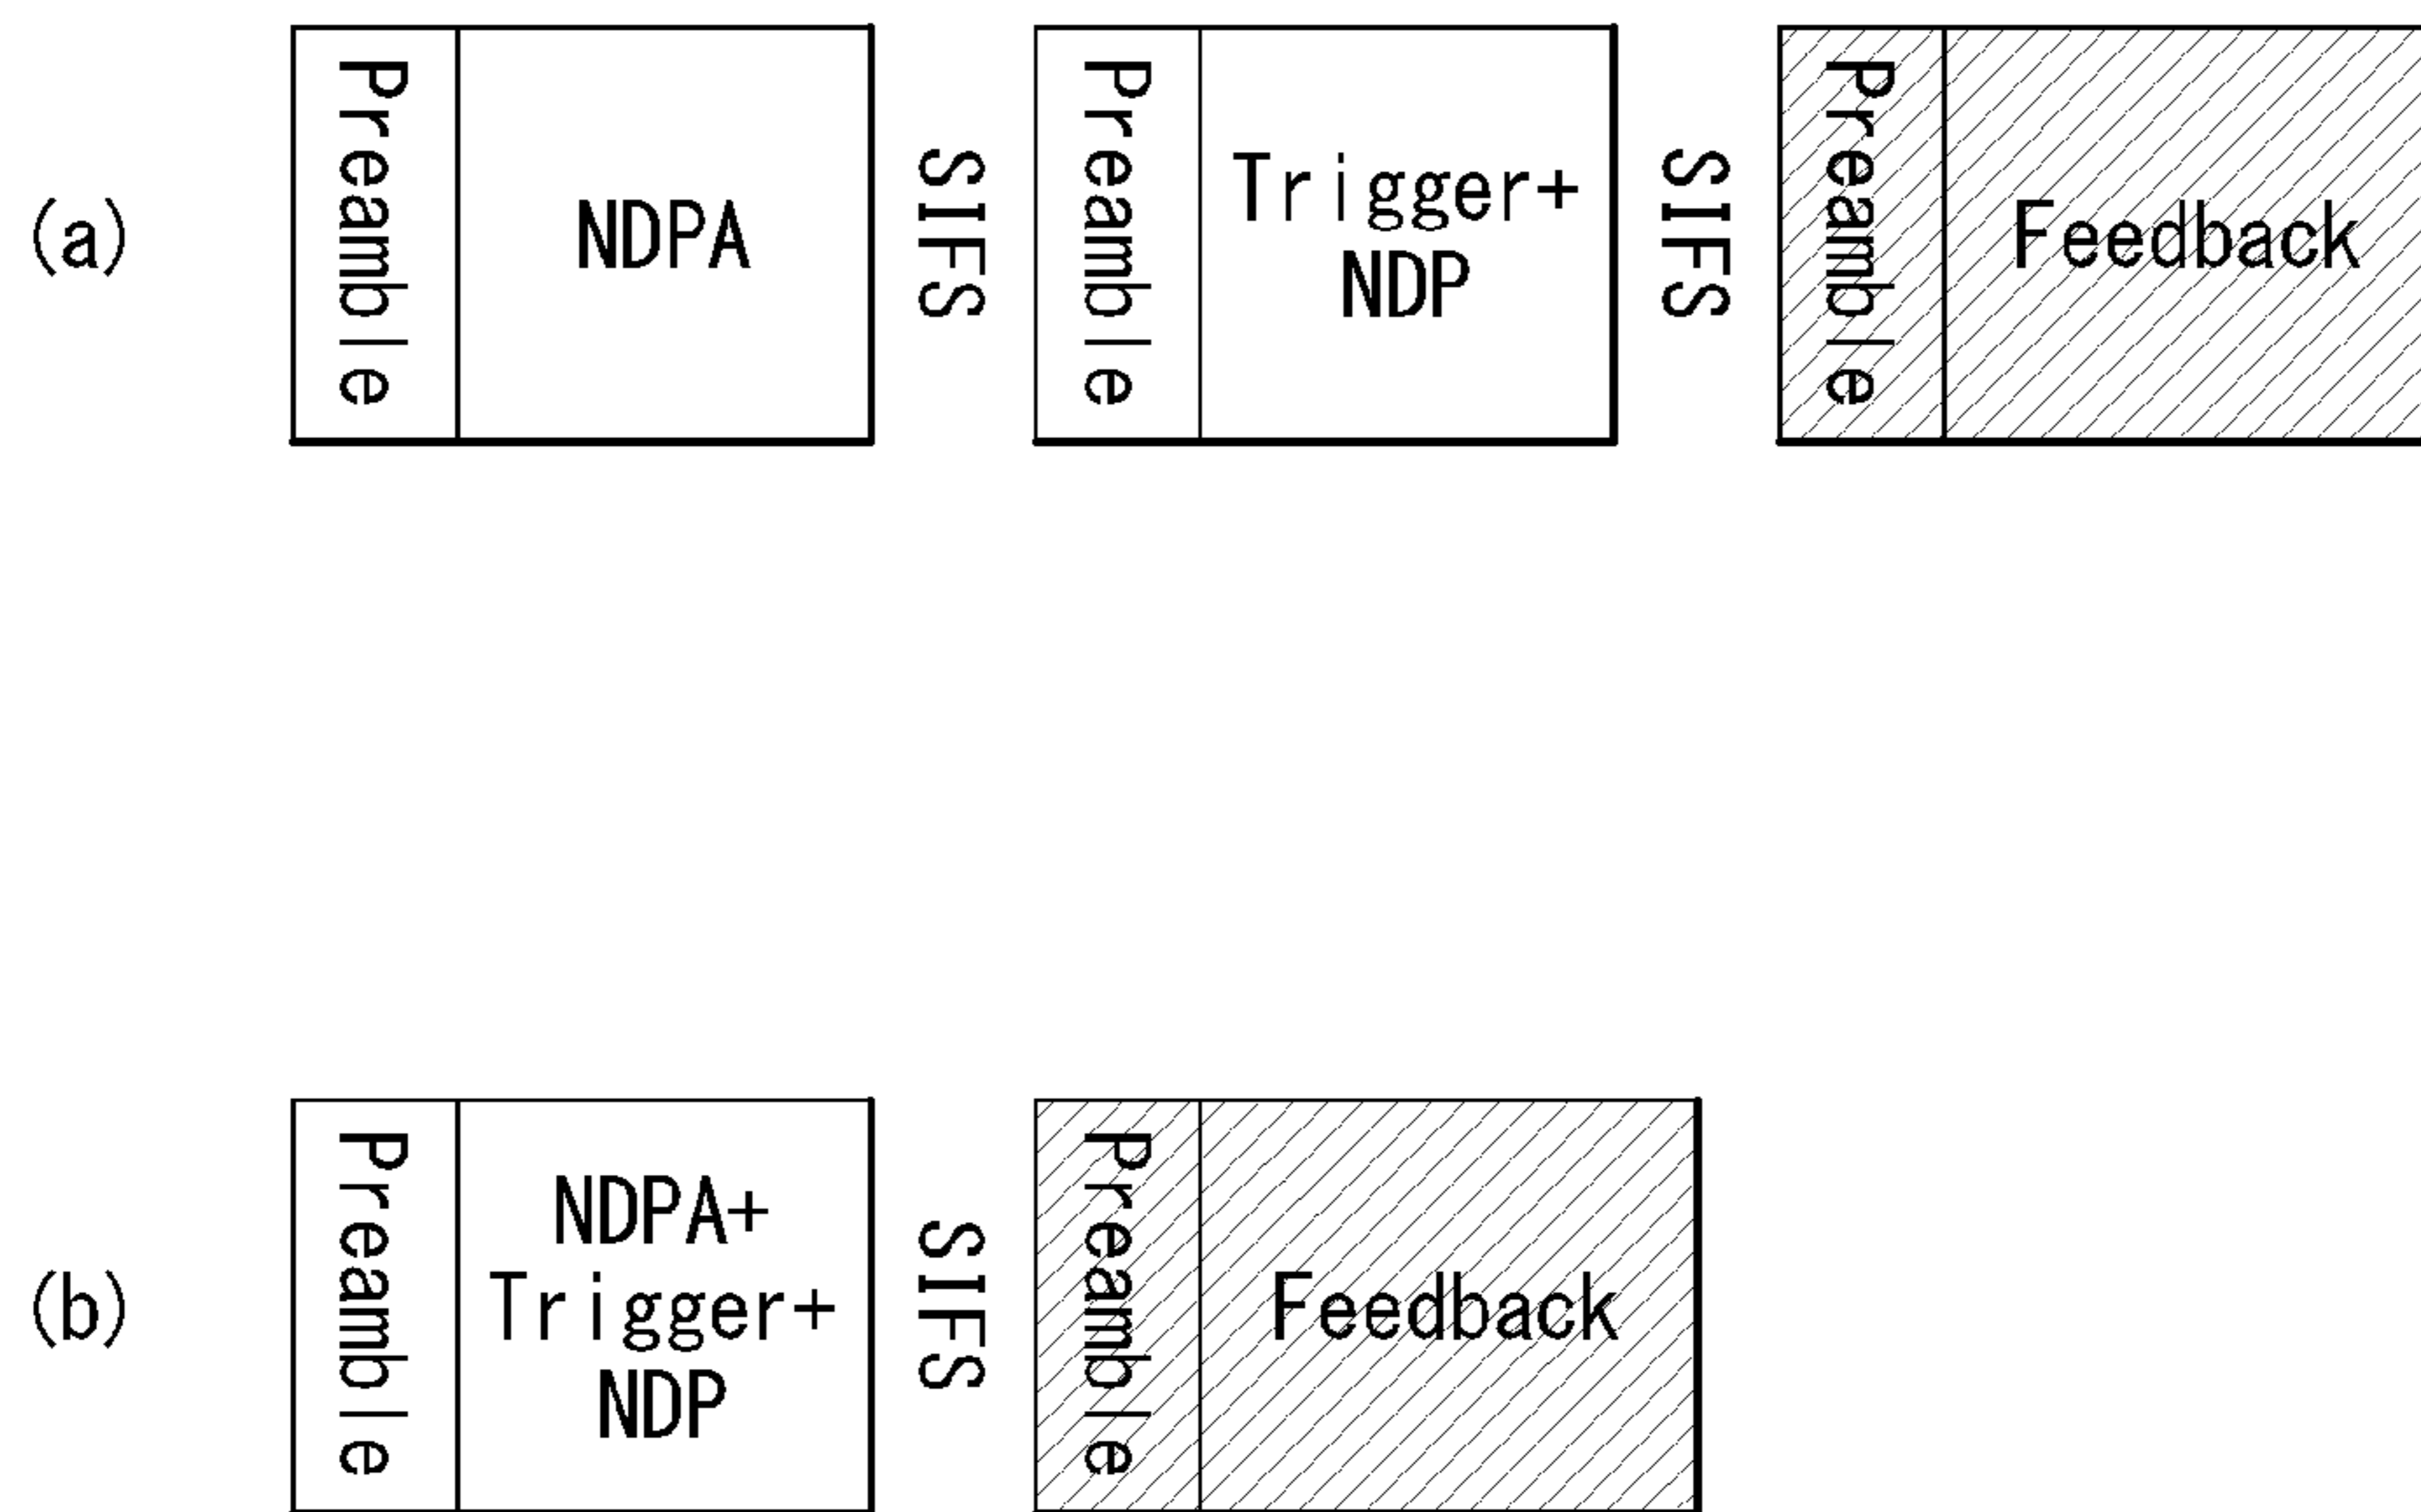 (a)
Preamble
NDPA
SIFS
Preamble
Trigger+
NDP
SIFS
Preamble
Feedback
(b)
Preamble
NDPA+
Trigger+
NDP
SIFS
Preamble
Feedback